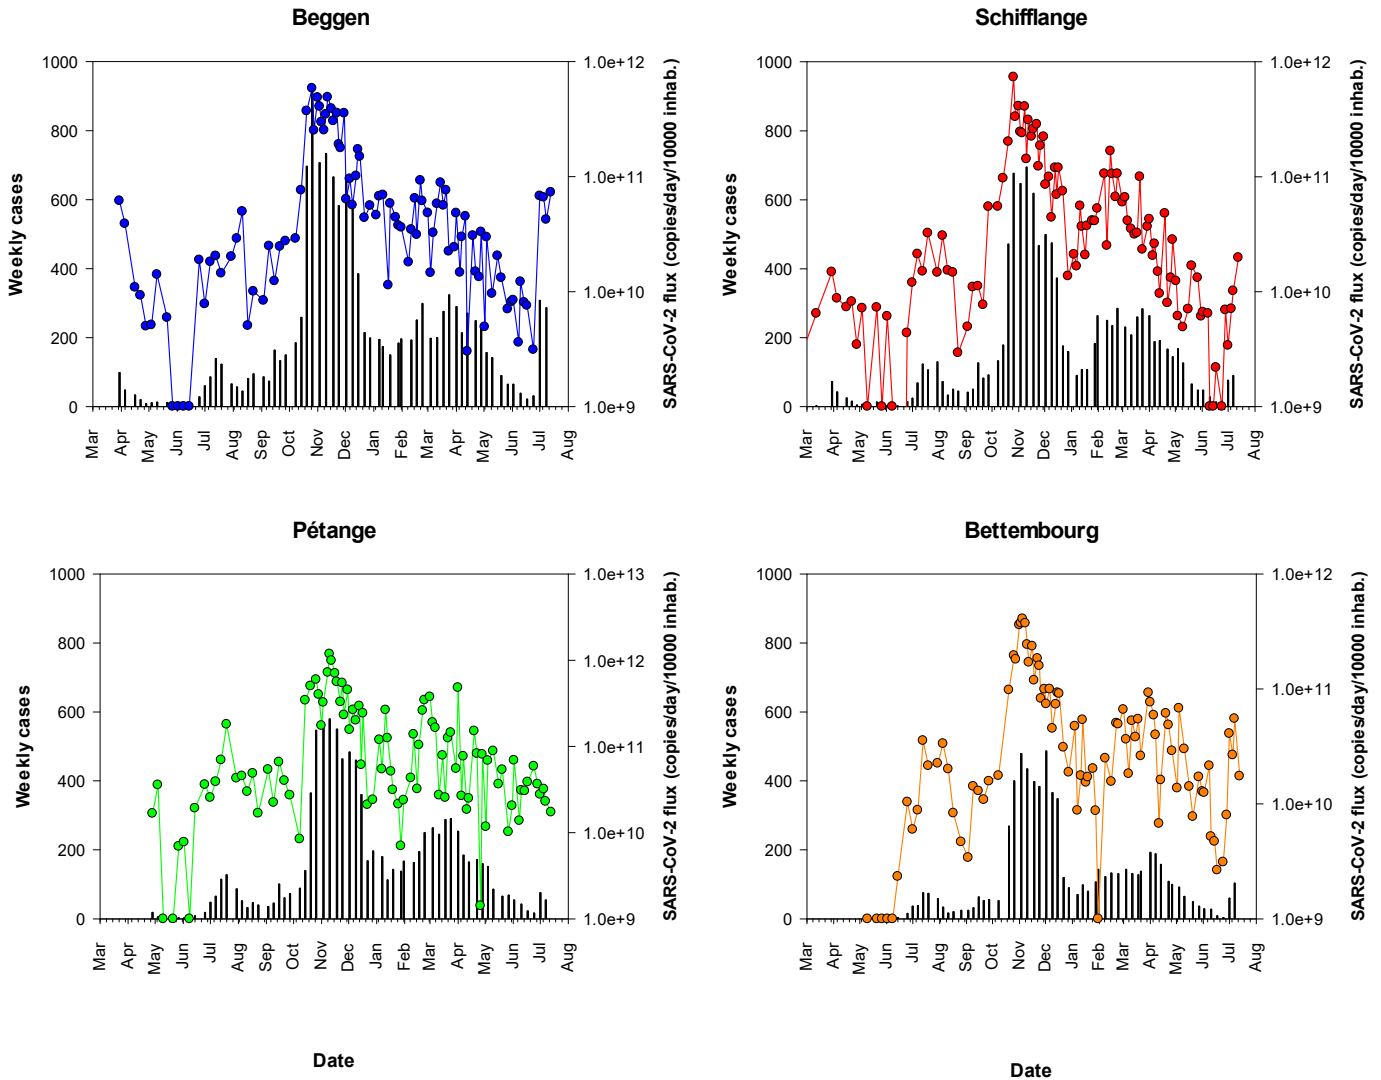 Beggen
Schifflange
1000
800
600
400
200
0
Weekly cases
1.0e+12
1.0e+11
1.0e+10
1.0e+9
SARS-CoV-2 flux (copies/day/10000 inhab.)
Mar Apr May Jun Jul Aug Sep Oct Nov Dec Jan Feb Mar Apr May Jun Jul Aug
1000
800
600
400
200
0
Weekly cases
1.0e+12
1.0e+11
1.0e+10
1.0e+9
SARS-CoV-2 flux (copies/day/10000 inhab.)
Mar Apr May Jun Jul Aug Sep Oct Nov Dec Jan Feb Mar Apr May Jun Jul Aug
Pétange
Bettembourg
1000
800
600
400
200
0
Weekly cases
1.0e+13
1.0e+12
1.0e+11
1.0e+10
1.0e+9
SARS-CoV-2 flux (copies/day/10000 inhab.)
Mar Apr May Jun Jul Aug Sep Oct Nov Dec Jan Feb Mar Apr May Jun Jul Aug
1000
800
600
400
200
0
Weekly cases
1.0e+12
1.0e+11
1.0e+10
1.0e+9
SARS-CoV-2 flux (copies/day/10000 inhab.)
Mar Apr May Jun Jul Aug Sep Oct Nov Dec Jan Feb Mar Apr May Jun Jul Aug
Date
Date